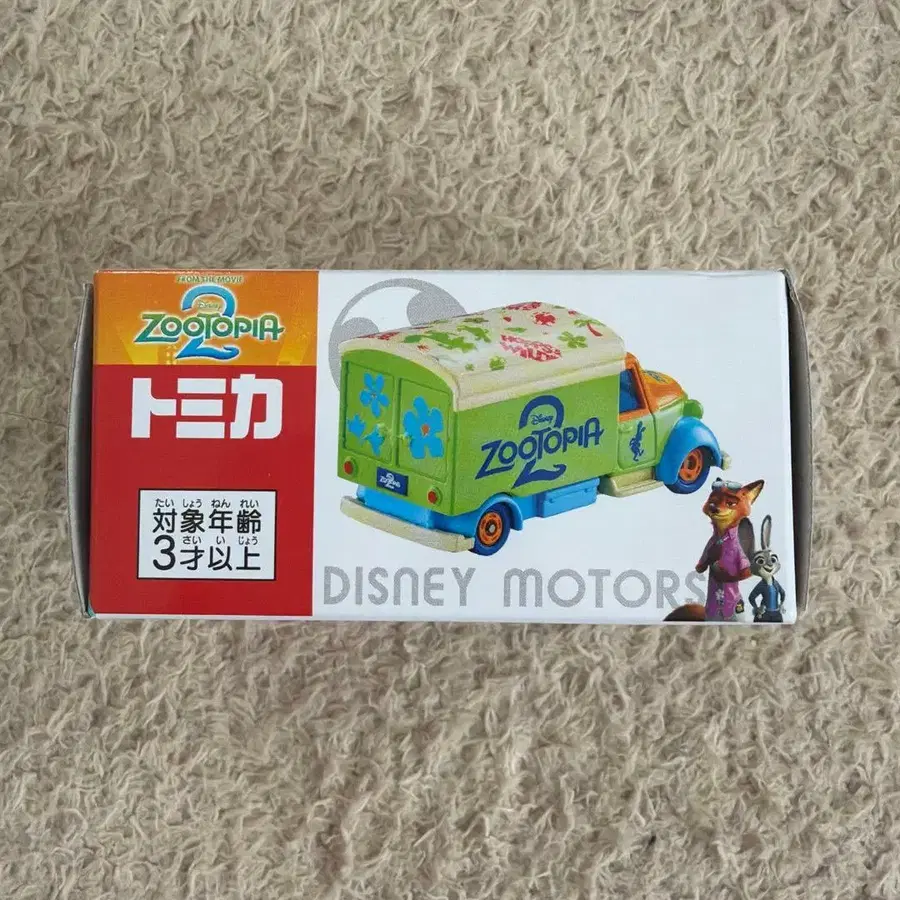 FROM THE MOVIE
Disney
ZOOTOPIA
2
トミカ
たい しょう ねん れい
対象年齢
さい い じょう
3才以上
Disney
ZOOTOPIA
2
DISNEY MOTORS